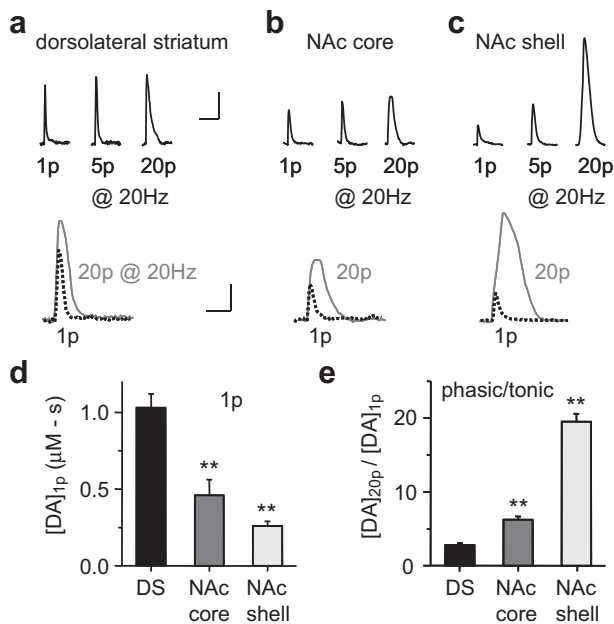 a
dorsolateral striatum
b
NAc core
c
NAc shell
1p 5p 20p
@ 20Hz
1p 5p 20p
@ 20Hz
1p 5p 20p
@ 20Hz
20p @ 20Hz
1p
20p
1p
20p
1p
d
1p
[DA]1p (μM - s)
1.0
0.5
0.0
**
**
DS
NAc core
NAc shell
e
phasic/tonic
[DA]20p / [DA]1p
20
10
0
**
**
DS
NAc core
NAc shell